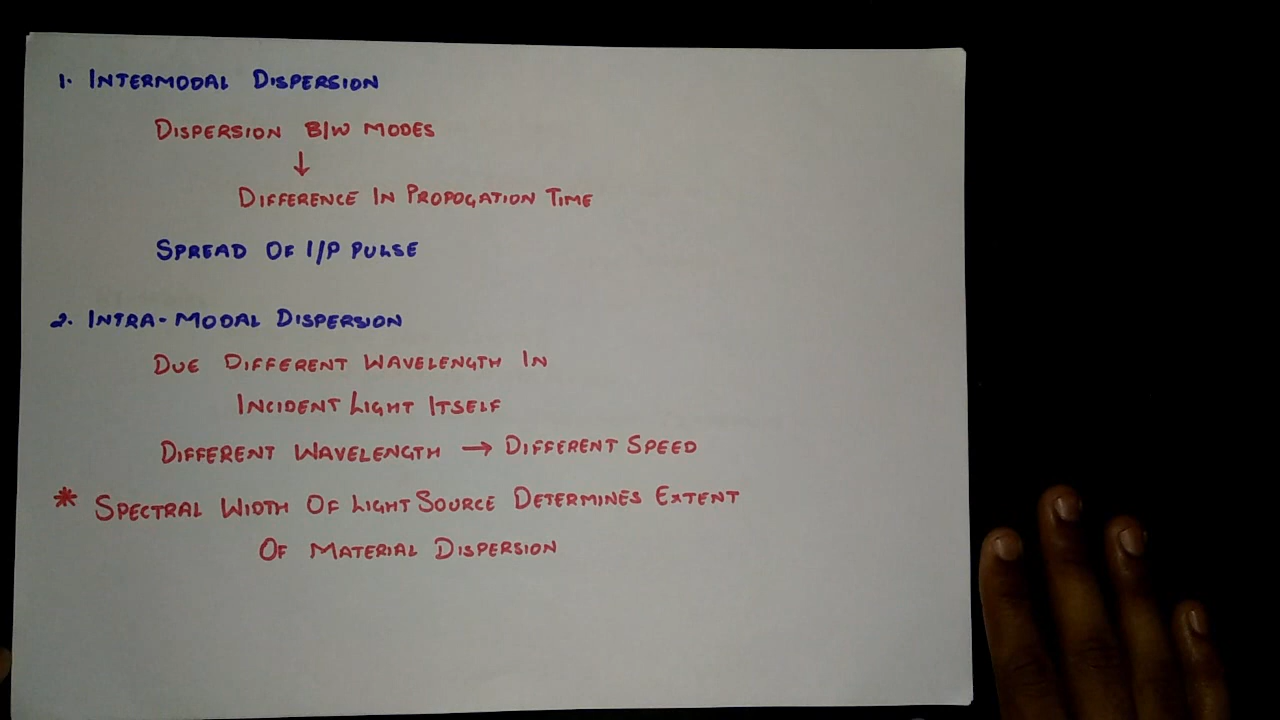 1. INTERMODAL DISPERSION
DISPERSION B/W MODES
↓
DIFFERENCE IN PROPOGATION TIME
SPREAD OF I/P PULSE
2. INTRA-MODAL DISPERSION
DUE DIFFERENT WAVELENGTH IN
INCIDENT LIGHT ITSELF
DIFFERENT WAVELENGTH → DIFFERENT SPEED
* SPECTRAL WIDTH OF LIGHT SOURCE DETERMINES EXTENT
OF MATERIAL DISPERSION